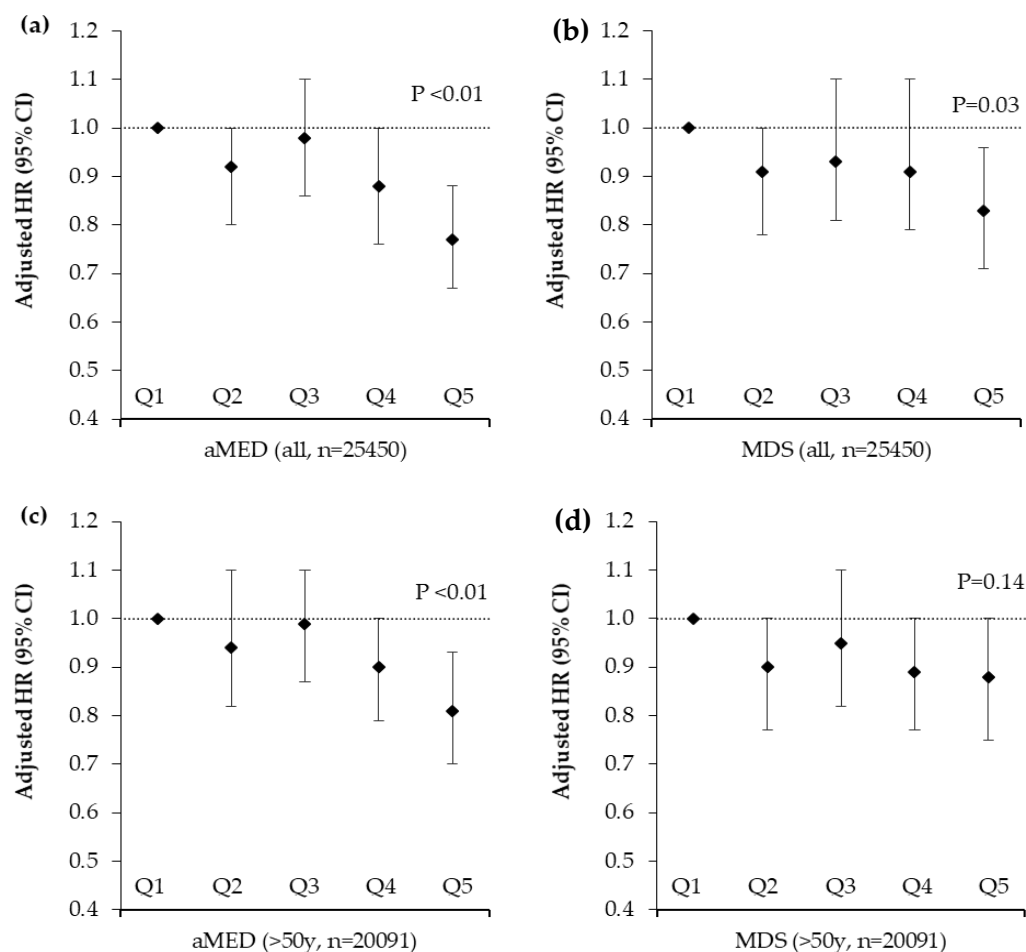 (a)
1.2
1.1
1.0
0.9
0.8
0.7
0.6
0.5
0.4
Adjusted HR (95% CI)
P <0.01
Q1 Q2 Q3 Q4 Q5
aMED (all, n=25450)
(b)
1.2
1.1
1.0
0.9
0.8
0.7
0.6
0.5
0.4
Adjusted HR (95% CI)
P=0.03
Q1 Q2 Q3 Q4 Q5
MDS (all, n=25450)
(c)
1.2
1.1
1.0
0.9
0.8
0.7
0.6
0.5
0.4
Adjusted HR (95% CI)
P <0.01
Q1 Q2 Q3 Q4 Q5
aMED (>50y, n=20091)
(d)
1.2
1.1
1.0
0.9
0.8
0.7
0.6
0.5
0.4
Adjusted HR (95% CI)
P=0.14
Q1 Q2 Q3 Q4 Q5
MDS (>50y, n=20091)